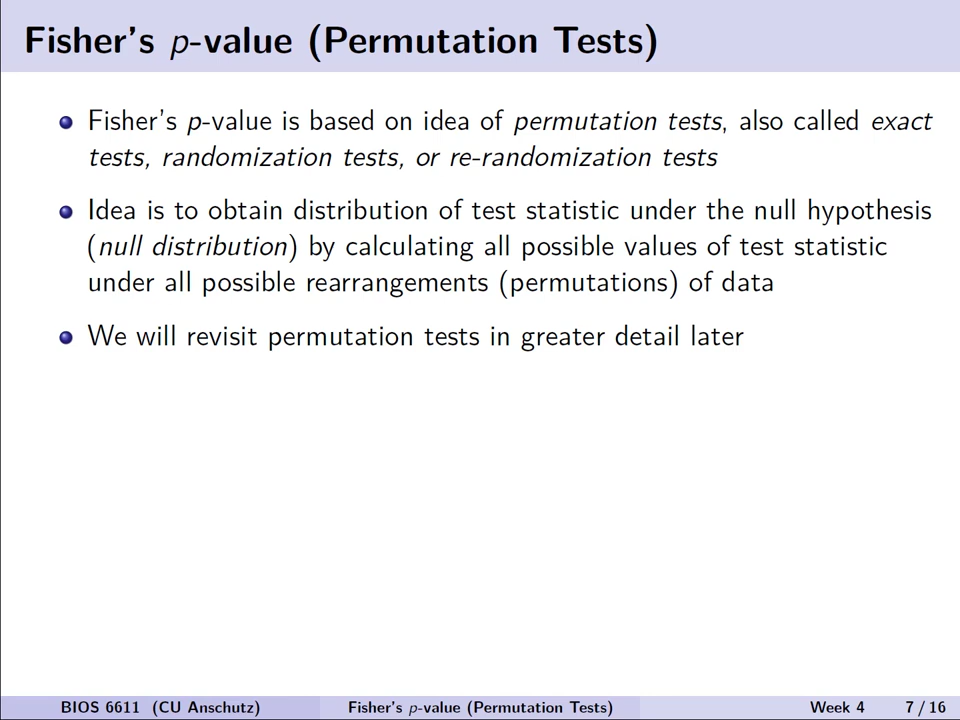 Fisher's p-value (Permutation Tests)
Fisher's p-value is based on idea of permutation tests, also called exact
tests, randomization tests, or re-randomization tests
Idea is to obtain distribution of test statistic under the null hypothesis
(null distribution) by calculating all possible values of test statistic
under all possible rearrangements (permutations) of data
We will revisit permutation tests in greater detail later
BIOS 6611 (CU Anschutz) Fisher's p-value (Permutation Tests) Week 4 7 / 16